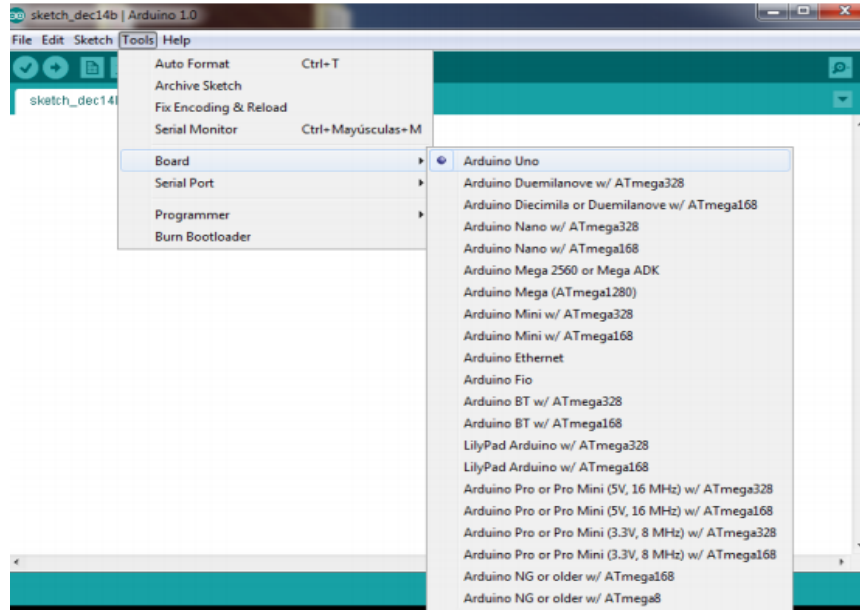 sketch_dec14b | Arduino 1.0
File Edit Sketch Tools Help
sketch_dec14b
Auto Format Ctrl+T
Archive Sketch
Fix Encoding & Reload
Serial Monitor Ctrl+Mayúsculas+M
Board
Serial Port
Programmer
Burn Bootloader
Arduino Uno
Arduino Duemilanove w/ ATmega328
Arduino Diecimila or Duemilanove w/ ATmega168
Arduino Nano w/ ATmega328
Arduino Nano w/ ATmega168
Arduino Mega 2560 or Mega ADK
Arduino Mega (ATmega1280)
Arduino Mini w/ ATmega328
Arduino Mini w/ ATmega168
Arduino Ethernet
Arduino Fio
Arduino BT w/ ATmega328
Arduino BT w/ ATmega168
LilyPad Arduino w/ ATmega328
LilyPad Arduino w/ ATmega168
Arduino Pro or Pro Mini (5V, 16 MHz) w/ ATmega328
Arduino Pro or Pro Mini (5V, 16 MHz) w/ ATmega168
Arduino Pro or Pro Mini (3.3V, 8 MHz) w/ ATmega328
Arduino Pro or Pro Mini (3.3V, 8 MHz) w/ ATmega168
Arduino NG or older w/ ATmega168
Arduino NG or older w/ ATmega8